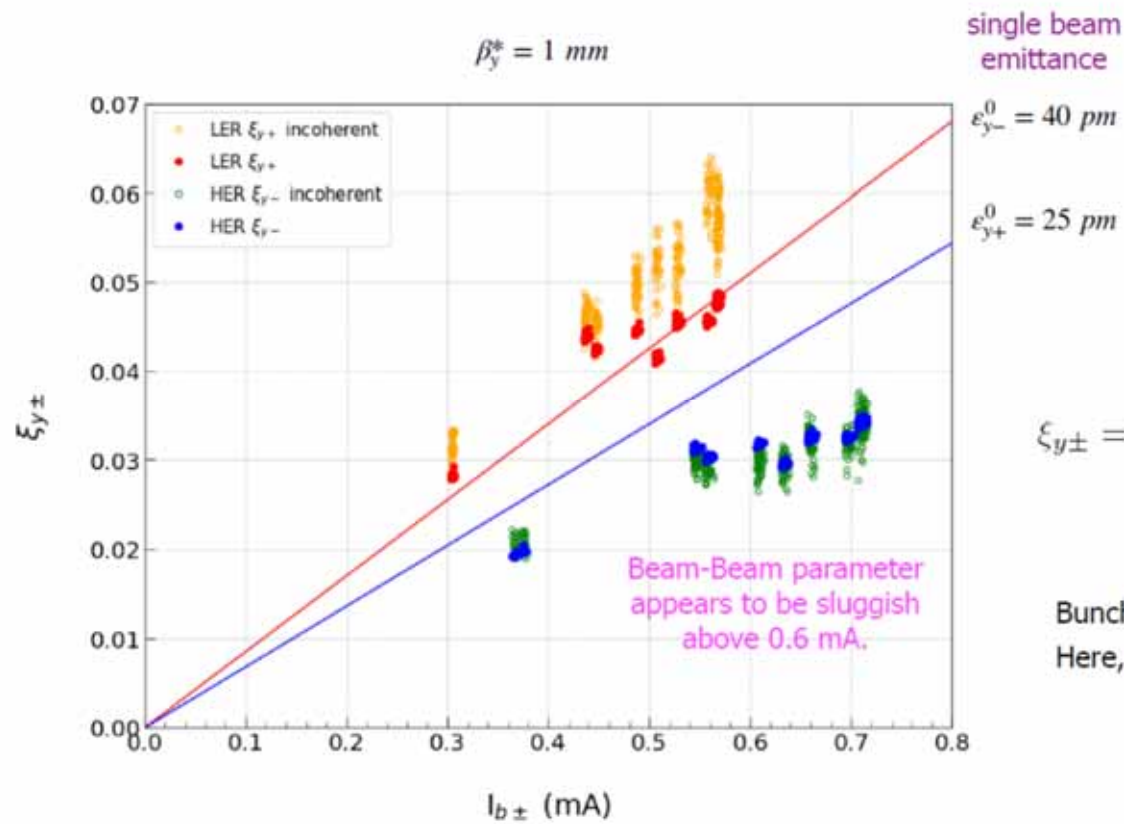 β*y = 1 mm
single beam
emittance
ε⁰y− = 40 pm
ε⁰y+ = 25 pm
LER ξy+ incoherent
LER ξy+
HER ξy− incoherent
HER ξy−
0.07
0.06
0.05
0.04
0.03
0.02
0.01
0.00
ξy±
Beam-Beam parameter
appears to be sluggish
above 0.6 mA.
ξy± =
Bunch
Here,
0.0 0.1 0.2 0.3 0.4 0.5 0.6 0.7 0.8
Ib± (mA)